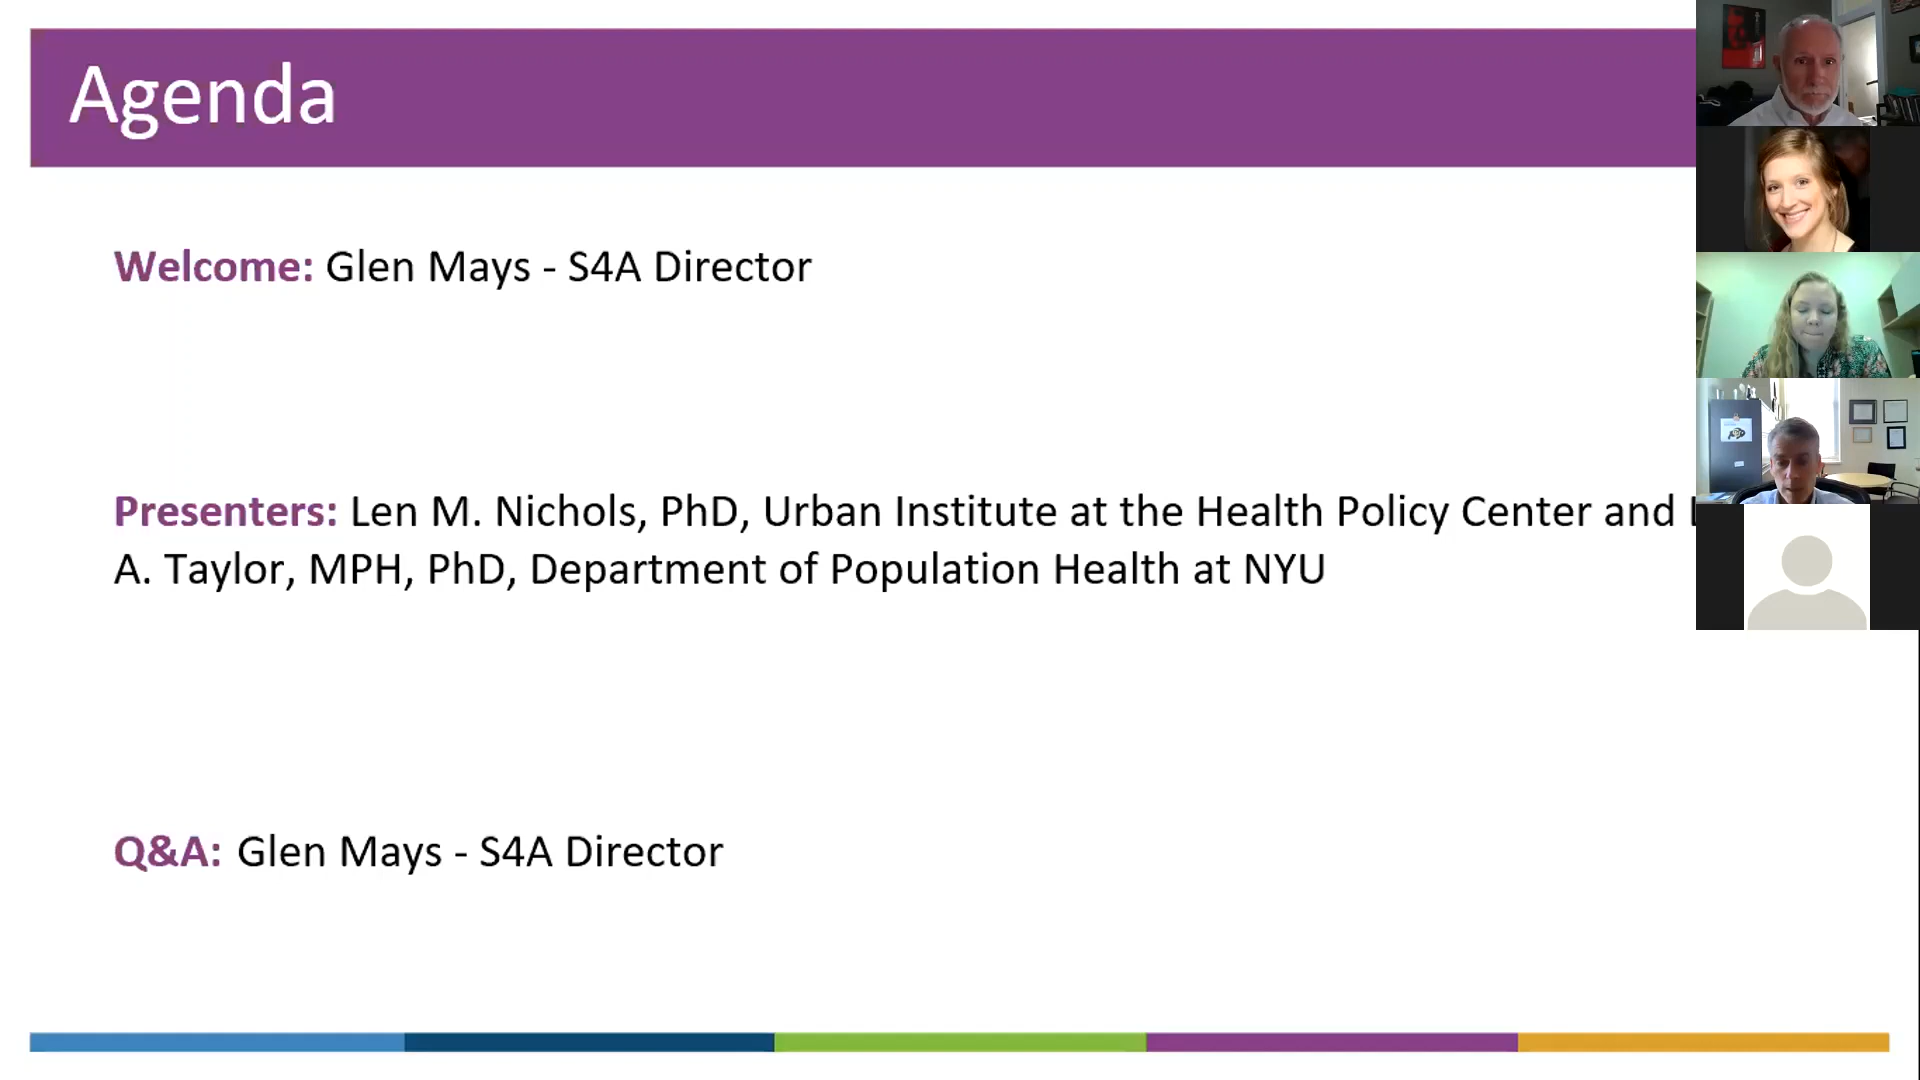 Agenda
Welcome: Glen Mays - S4A Director
Presenters: Len M. Nichols, PhD, Urban Institute at the Health Policy Center and
A. Taylor, MPH, PhD, Department of Population Health at NYU
Q&A: Glen Mays - S4A Director